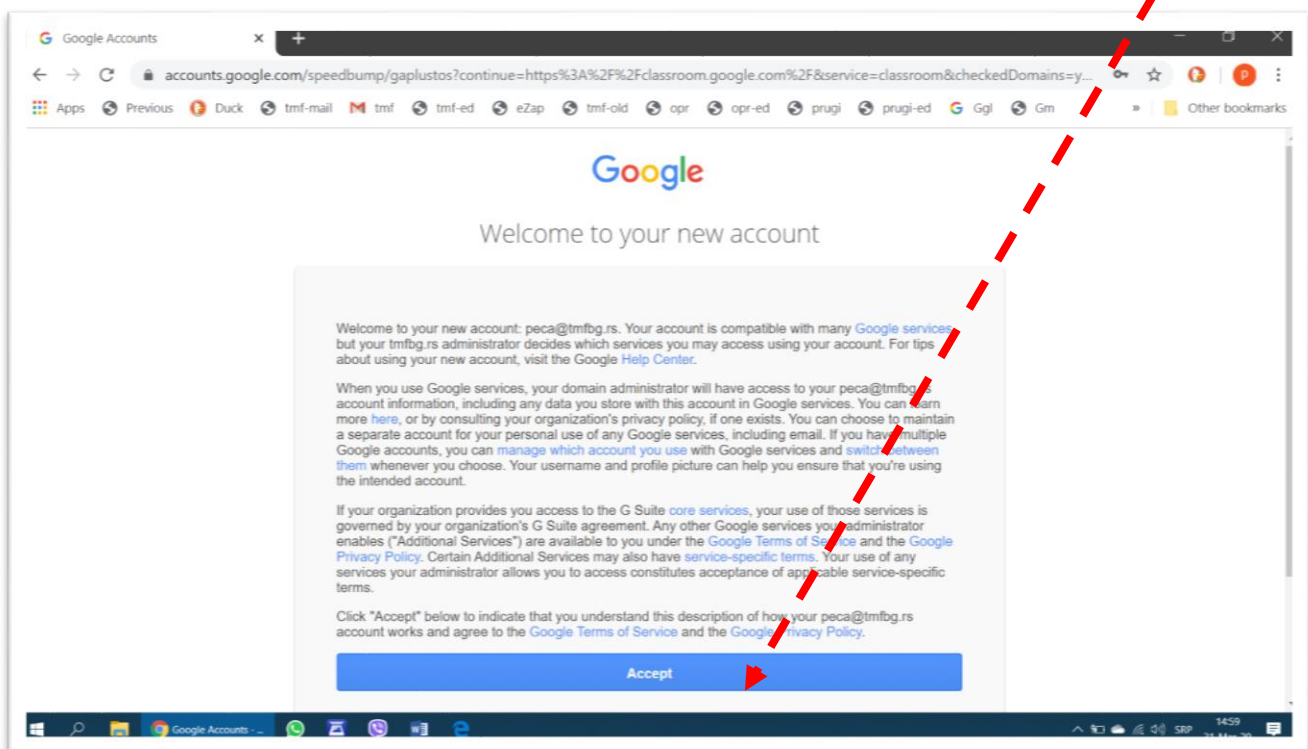 Google Accounts
accounts.google.com/speedbump/gaplustos?continue=https%3A%2F%2Fclassroom.google.com%2F&service=classroom&checkedDomains=y...
Apps Previous Duck tmf-mail tmf tmf-ed eZap tmf-old opr opr-ed prugi prugi-ed Ggl Gm » Other bookmarks
Google
Welcome to your new account
Welcome to your new account: peca@tmfbg.rs. Your account is compatible with many Google services,
but your tmfbg.rs administrator decides which services you may access using your account. For tips
about using your new account, visit the Google Help Center.
When you use Google services, your domain administrator will have access to your peca@tmfbg.rs
account information, including any data you store with this account in Google services. You can learn
more here, or by consulting your organization's privacy policy, if one exists. You can choose to maintain
a separate account for your personal use of any Google services, including email. If you have multiple
Google accounts, you can manage which account you use with Google services and switch between
them whenever you choose. Your username and profile picture can help you ensure that you're using
the intended account.
If your organization provides you access to the G Suite core services, your use of those services is
governed by your organization's G Suite agreement. Any other Google services your administrator
enables ("Additional Services") are available to you under the Google Terms of Service and the Google
Privacy Policy. Certain Additional Services may also have service-specific terms. Your use of any
services your administrator allows you to access constitutes acceptance of applicable service-specific
terms.
Click "Accept" below to indicate that you understand this description of how your peca@tmfbg.rs
account works and agree to the Google Terms of Service and the Google Privacy Policy.
Accept
Google Accounts - ... SRP 14:59